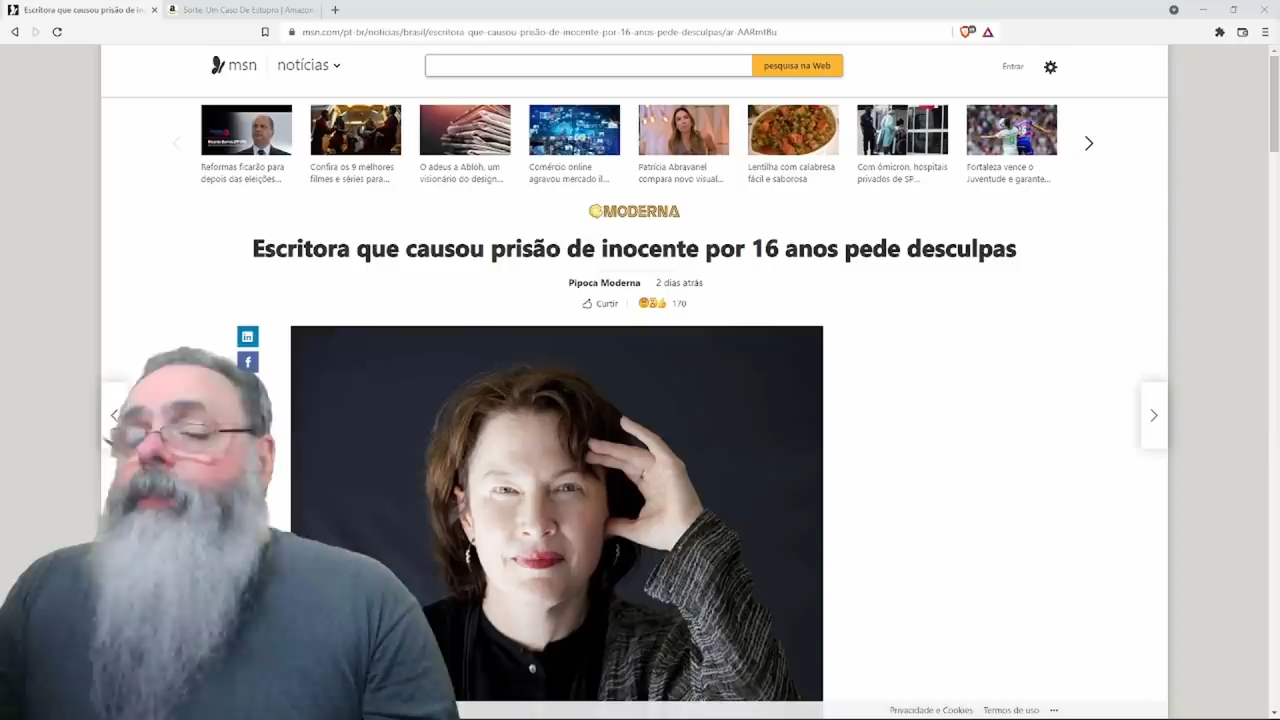 Escritora que causou prisão de in
Sorte: Um Caso De Estupro | Amazon
msn.com/pt-br/noticias/brasil/escritora-que-causou-prisão-de-inocente-por-16-anos-pede-desculpas/ar-AARmtBu
msn
notícias
pesquisa na Web
Entrar
Reformas ficarão para
depois das eleições...
Confira os 9 melhores
filmes e séries para...
O adeus a Abloh, um
visionário do design...
Comércio online
agravou mercado il...
Patrícia Abravanel
compara novo visual...
Lentilha com calabresa
fácil e saborosa
Com ômicron, hospitais
privados de SP...
Fortaleza vence o
Juventude e garante...
MODERNA
Escritora que causou prisão de inocente por 16 anos pede desculpas
Pipoca Moderna 2 dias atrás
Curtir 170
in
f
Privacidade e Cookies Termos de uso ...